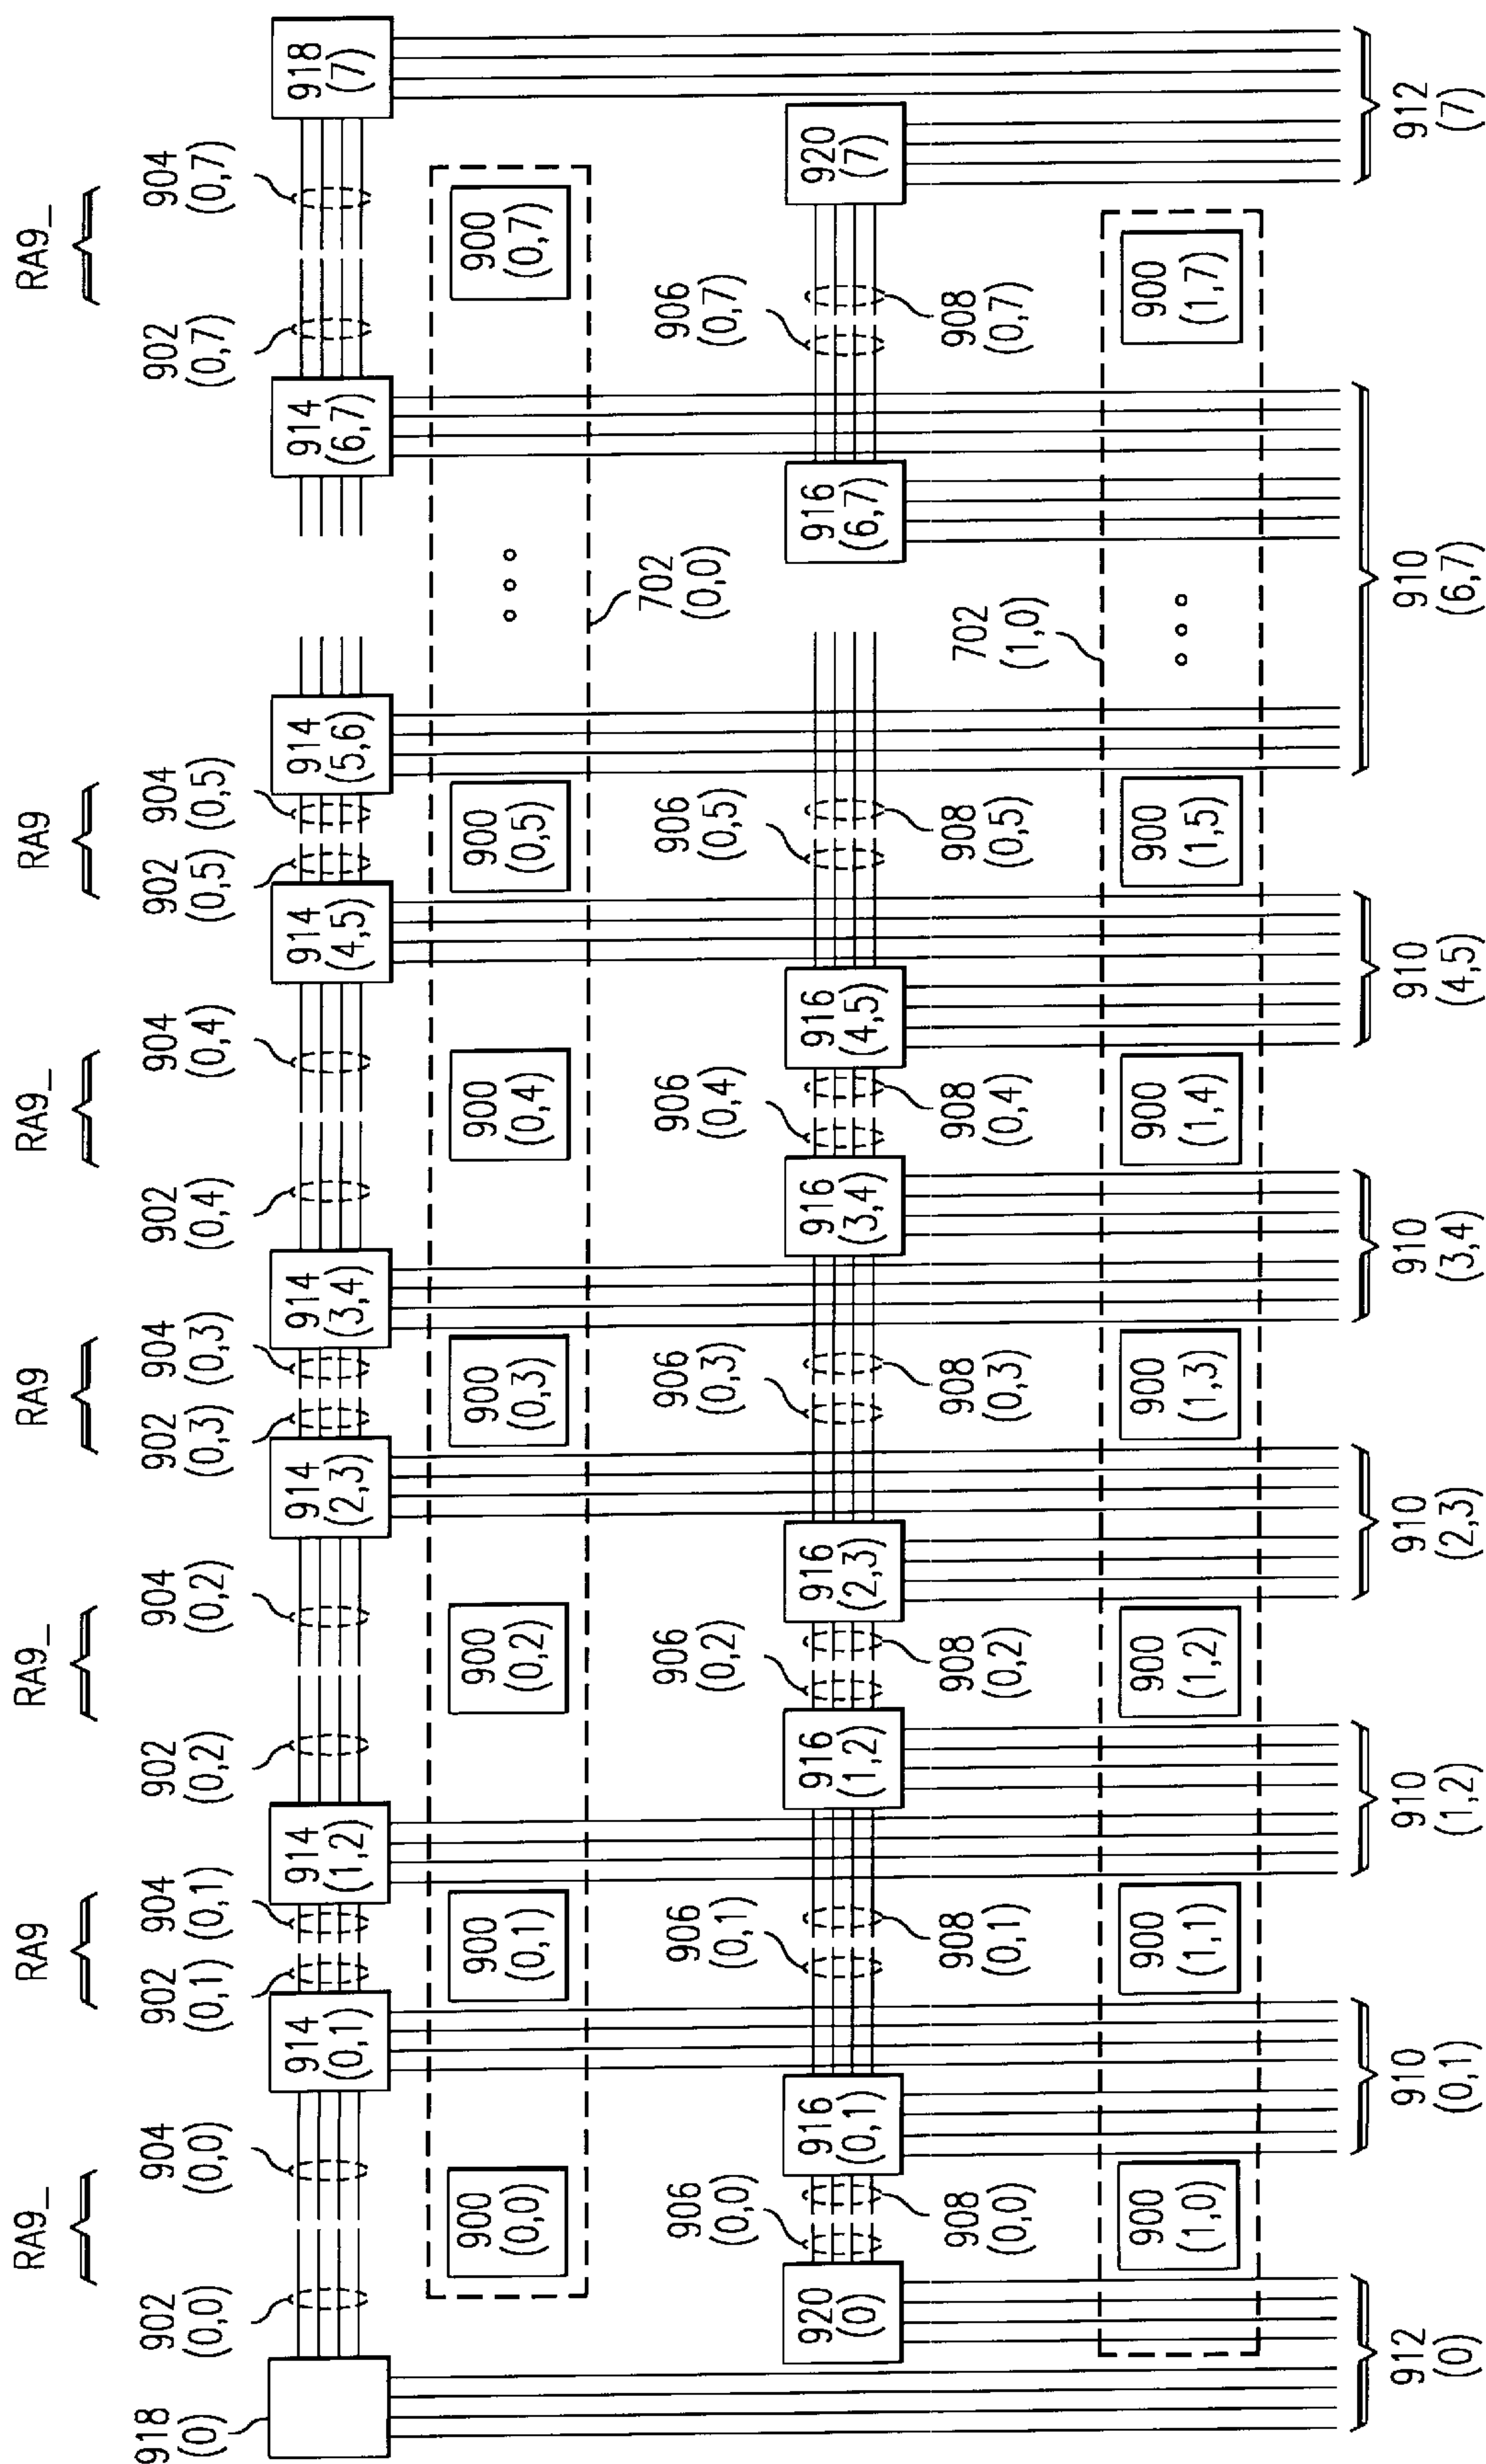 RA9_ RA9 RA9_ RA9 RA9_ RA9 RA9_
918 902 904 902 904 902 904 902 904 902 904 902 904 902 904
(0) (0,0) (0,0) (0,1) (0,1) (0,2) (0,2) (0,3) (0,3) (0,4) (0,4) (0,5) (0,5) (0,7) (0,7)
914 914 914 914 914 914 914 918
(0,1) (1,2) (2,3) (3,4) (4,5) (5,6) (6,7) (7)
900 900 900 900 900 900 900
(0,0) (0,1) (0,2) (0,3) (0,4) (0,5) (0,7)
702
(0,0)
906 906 906 906 906 906 906
(0,0) (0,1) (0,2) (0,3) (0,4) (0,5) (0,7)
920 916 916 916 916 916 916 920
(0) (0,1) (1,2) (2,3) (3,4) (4,5) (6,7) (7)
908 908 908 908 908 908 908
(0,0) (0,1) (0,2) (0,3) (0,4) (0,5) (0,7)
702
(1,0)
900 900 900 900 900 900 900
(1,0) (1,1) (1,2) (1,3) (1,4) (1,5) (1,7)
912 910 910 910 910 910 910 912
(0) (0,1) (1,2) (2,3) (3,4) (4,5) (6,7) (7)